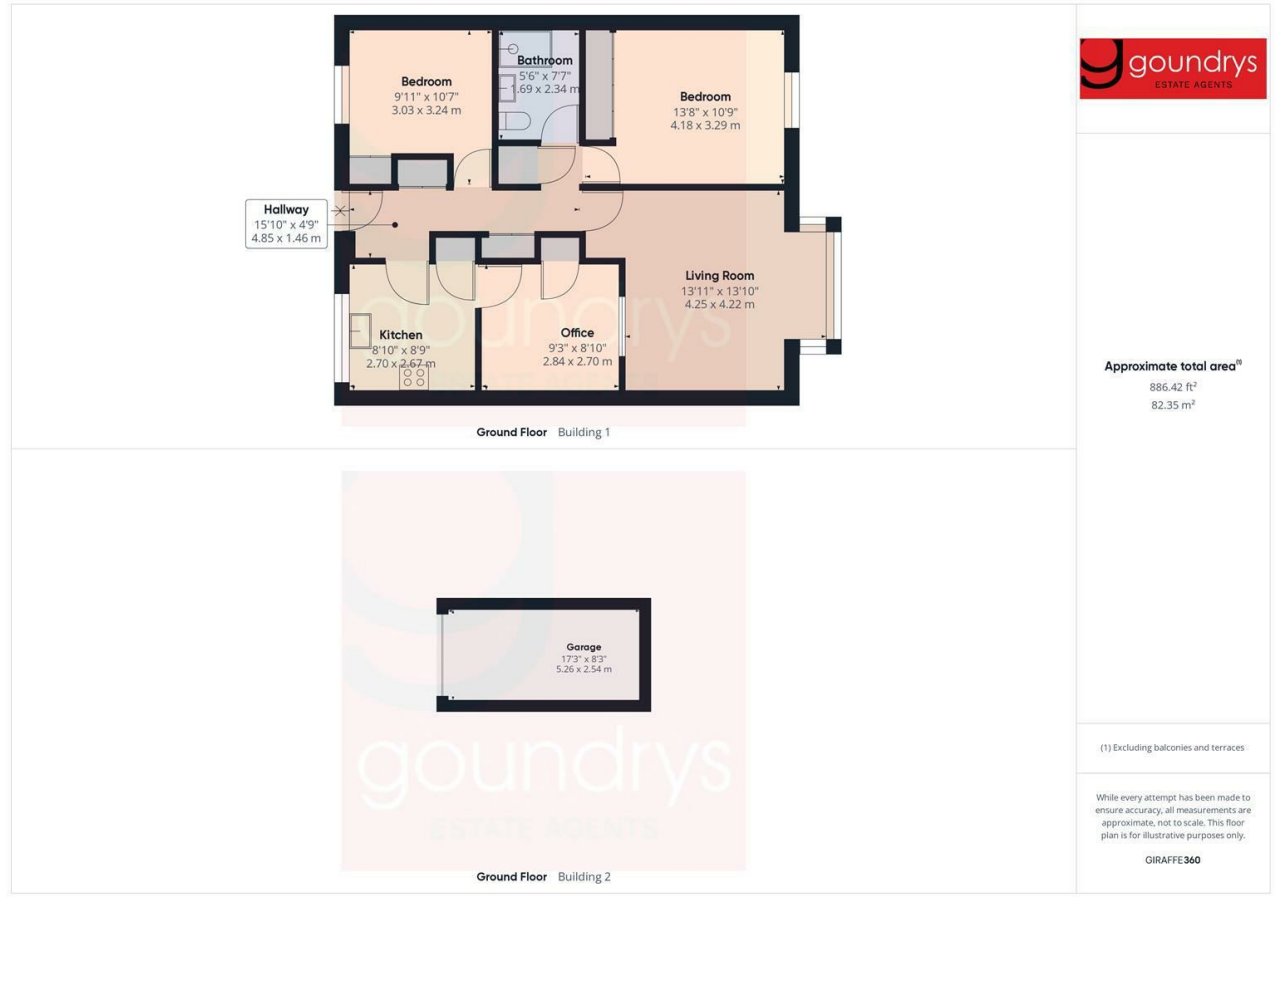 Bedroom
9'11" x 10'7"
3.03 x 3.24 m
Bathroom
5'6" x 7'7"
1.69 x 2.34 m
Bedroom
13'8" x 10'9"
4.18 x 3.29 m
Hallway
15'10" x 4'9"
4.85 x 1.46 m
Living Room
13'11" x 13'10"
4.25 x 4.22 m
Kitchen
8'10" x 8'9"
2.70 x 2.67 m
Office
9'3" x 8'10"
2.84 x 2.70 m
goundrys
ESTATE AGENTS
Ground Floor Building 1
Garage
17'3" x 8'3"
5.26 x 2.54 m
goundrys
ESTATE AGENTS
Ground Floor Building 2
goundrys
ESTATE AGENTS
Approximate total area(1)
886.42 ft²
82.35 m²
(1) Excluding balconies and terraces
While every attempt has been made to
ensure accuracy, all measurements are
approximate, not to scale. This floor
plan is for illustrative purposes only.
GIRAFFE360